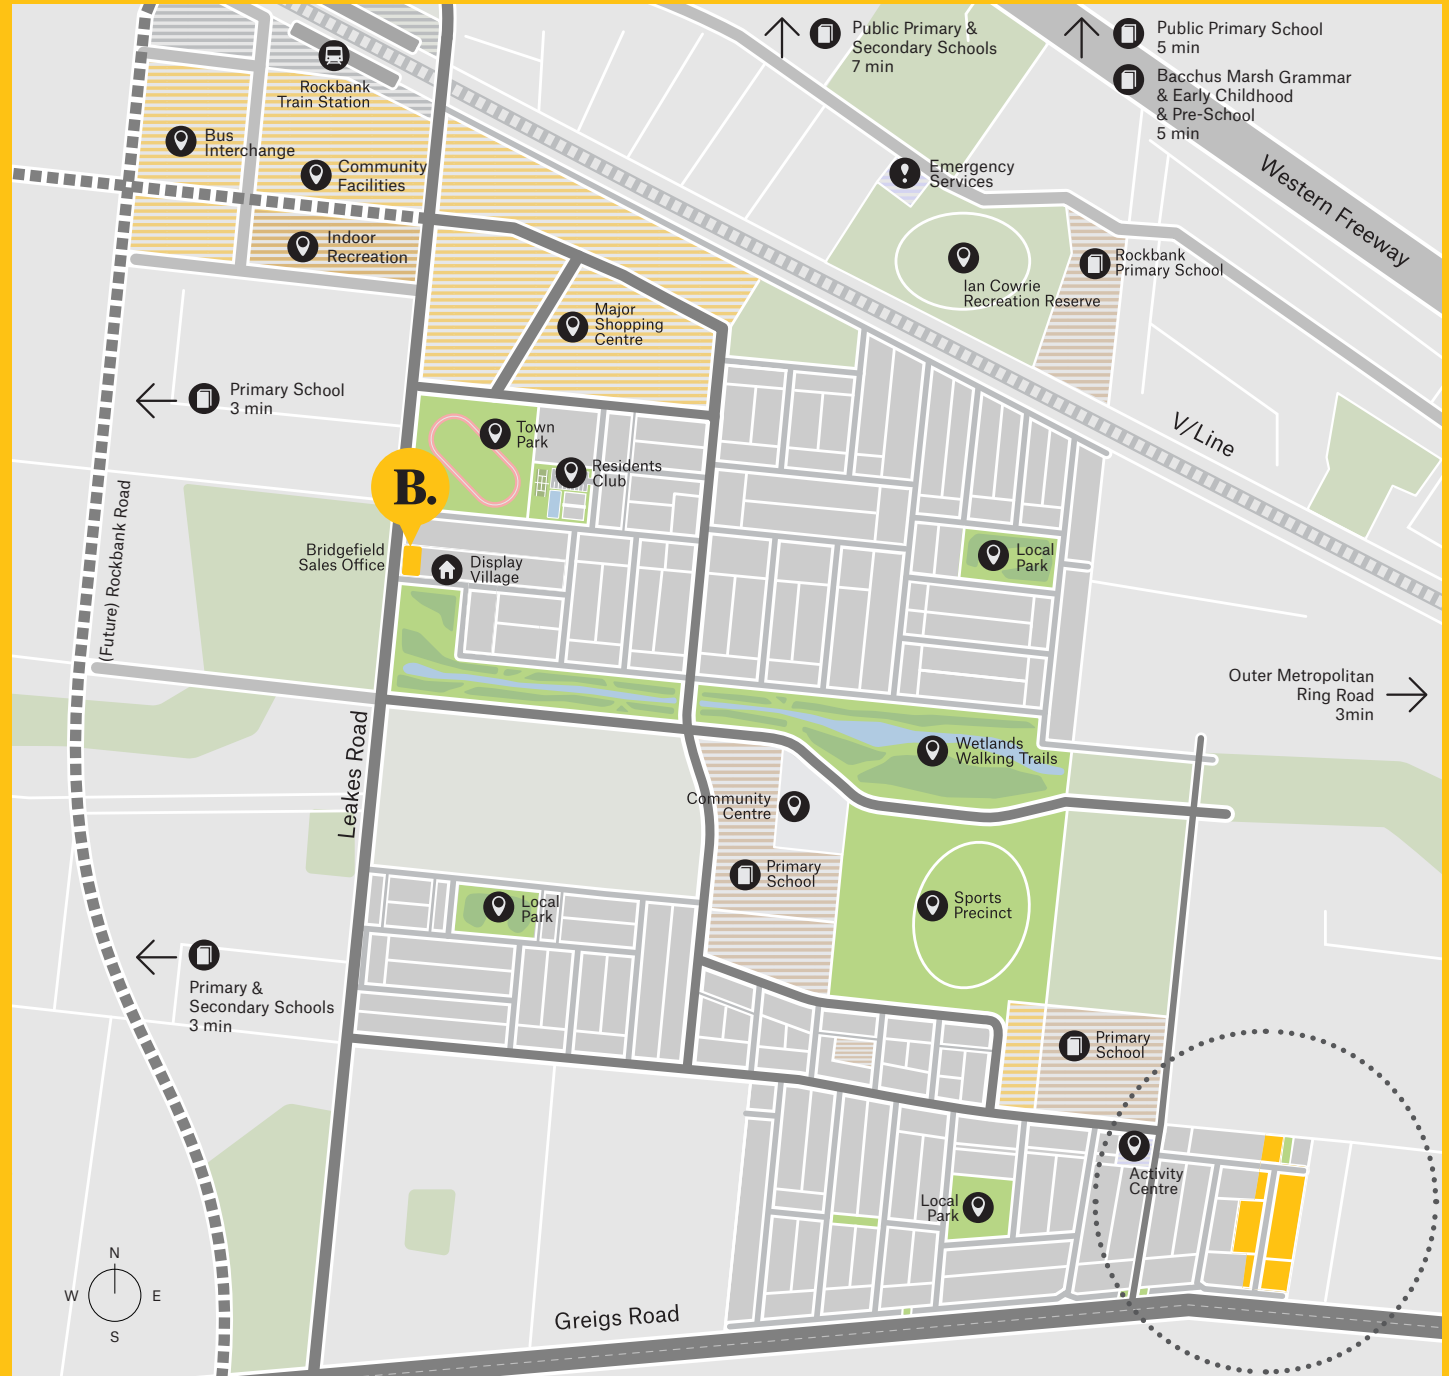 Public Primary &
Secondary Schools
7 min
Public Primary School
5 min
Bacchus Marsh Grammar
& Early Childhood
& Pre-School
5 min
Rockbank
Train Station
Bus
Interchange
Community
Facilities
Emergency
Services
Western Freeway
Indoor
Recreation
Ian Cowrie
Recreation Reserve
Rockbank
Primary School
Major
Shopping
Centre
Primary School
3 min
V/Line
Town
Park
Residents
Club
B.
(Future) Rockbank Road
Bridgefield
Sales Office
Display
Village
Local
Park
Outer Metropolitan
Ring Road
3min
Leakes Road
Wetlands
Walking Trails
Community
Centre
Primary
School
Sports
Precinct
Local
Park
Primary &
Secondary Schools
3 min
Primary
School
Activity
Centre
Local
Park
N
W
E
S
Greigs Road